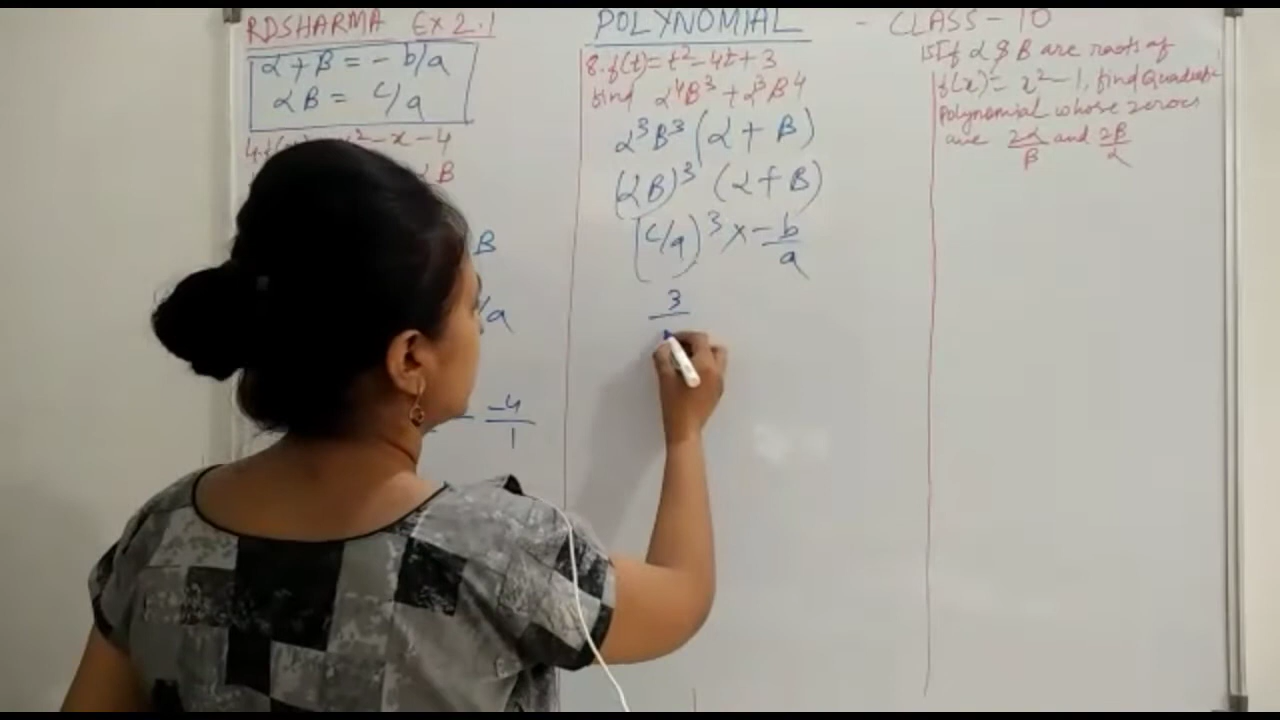 RDSHARMA EX 2.1
α + β = - b/a
αβ = c/a
x² - x - 4
β
β
/a
-4
1
POLYNOMIAL - CLASS - 10
8. f(t) = t² - 4t + 3
find α⁴β³ + α³β⁴
α³β³ (α + β)
(αβ)³ (α + β)
(c/a)³ x - b/a
3
15 If α & β are roots of
f(x) = x² - 1, find Quadratic
Polynomial whose zeroes
are 2α/β and 2β/α